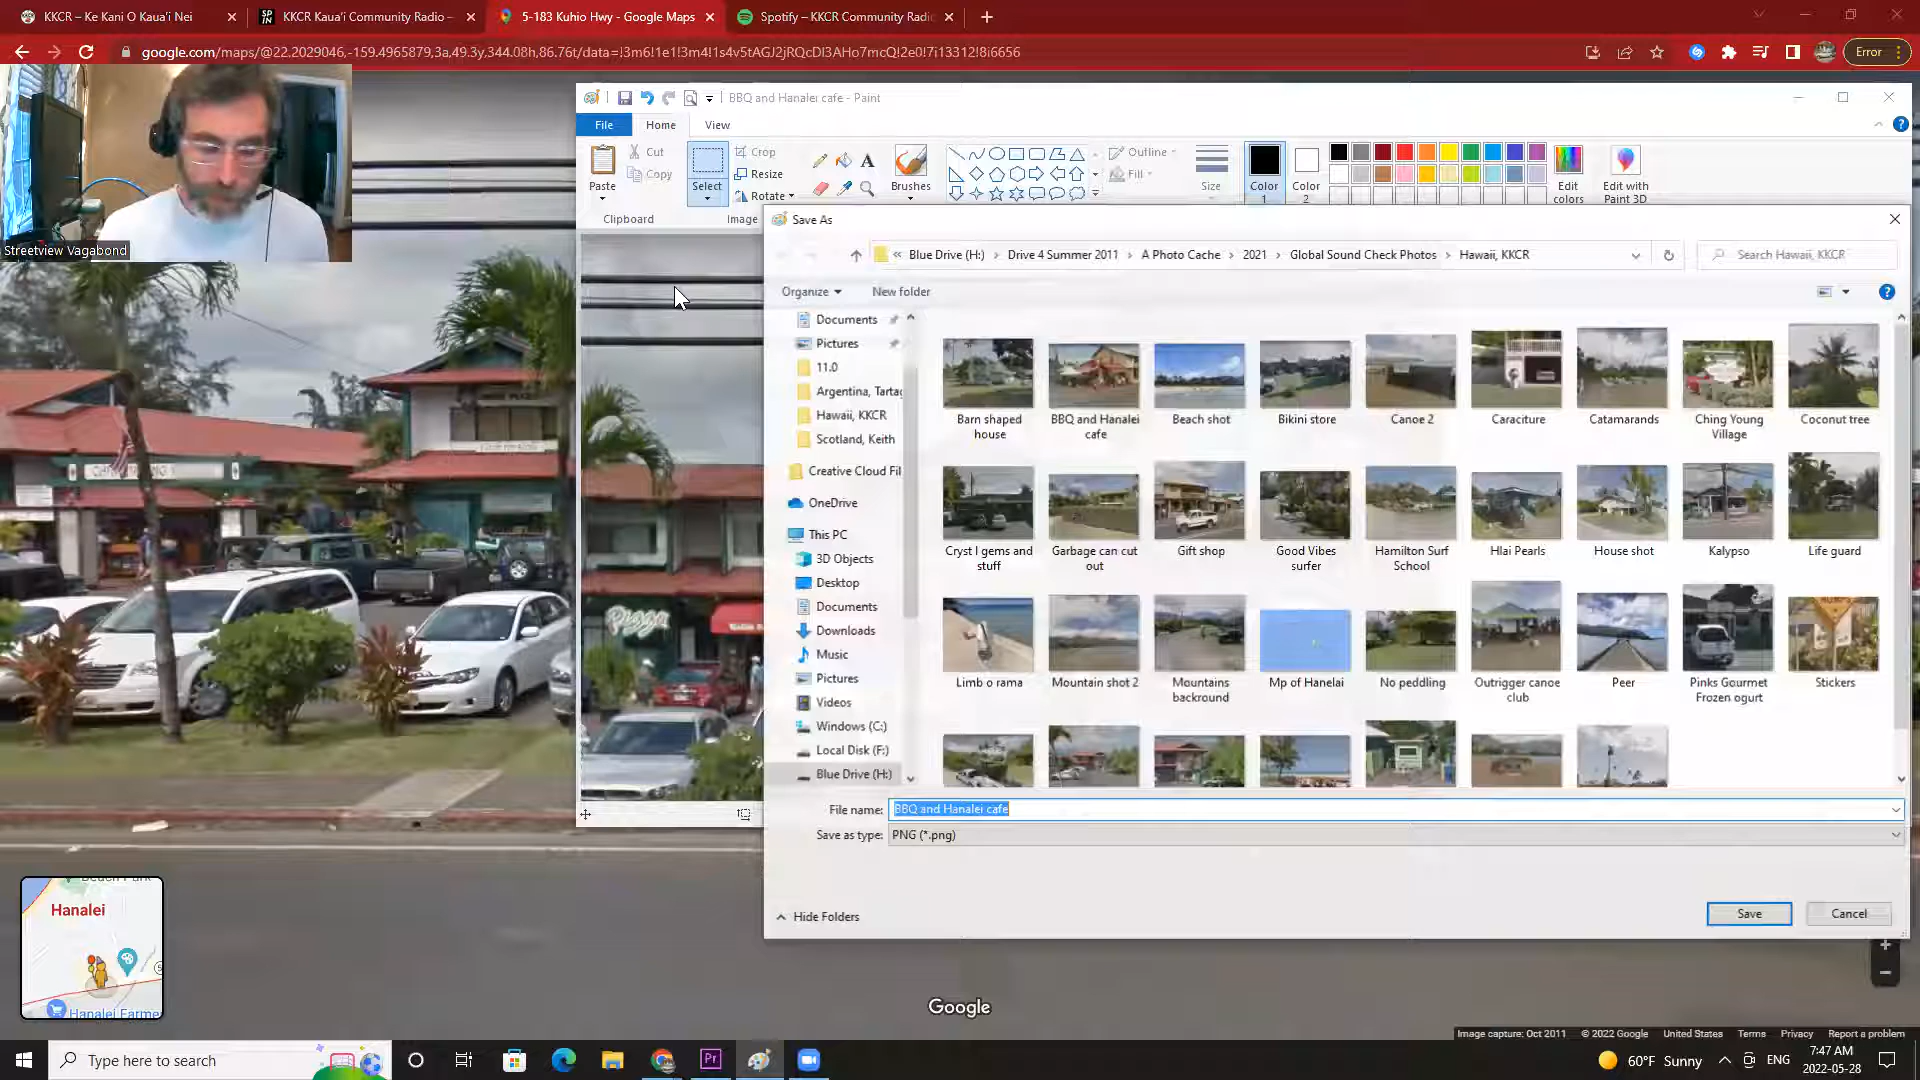 KKCR – Ke Kani O Kaua'i Nei
KKCR Kaua'i Community Radio –
5-183 Kuhio Hwy - Google Maps
Spotify – KKCR Community Radio
google.com/maps/@22.2029046,-159.4965879,3a,49.3y,344.08h,86.76t/data=!3m6!1e1!3m4!1s4v5tAGJ2jRQcDl3AHo7mcQ!2e0!7i13312!8i6656
Error
BBQ and Hanalei cafe - Paint
File
Home
View
Paste
Cut
Copy
Clipboard
Select
Crop
Resize
Rotate
Image
Brushes
Outline
Fill
Size
Color
1
Color
2
Edit
colors
Edit with
Paint 3D
Streetview Vagabond
Save As
« Blue Drive (H:) › Drive 4 Summer 2011 › A Photo Cache › 2021 › Global Sound Check Photos › Hawaii, KKCR
Search Hawaii, KKCR
Organize
New folder
Documents
Pictures
11.0
Argentina, Tartag
Hawaii, KKCR
Scotland, Keith
Creative Cloud Fil
OneDrive
This PC
3D Objects
Desktop
Documents
Downloads
Music
Pictures
Videos
Windows (C:)
Local Disk (F:)
Blue Drive (H:)
Barn shaped
house
BBQ and Hanalei
cafe
Beach shot
Bikini store
Canoe 2
Caraciture
Catamarands
Ching Young
Village
Coconut tree
Cryst l gems and
stuff
Garbage can cut
out
Gift shop
Good Vibes
surfer
Hamilton Surf
School
Hlai Pearls
House shot
Kalypso
Life guard
Limb o rama
Mountain shot 2
Mountains
backround
Mp of Hanelai
No peddling
Outrigger canoe
club
Peer
Pinks Gourmet
Frozen ogurt
Stickers
File name:
BBQ and Hanalei cafe
Save as type:
PNG (*.png)
Hide Folders
Save
Cancel
Pizza
Beach Park
Hanalei
Hanalei Farme
Google
Image capture: Oct 2011
© 2022 Google
United States
Terms
Privacy
Report a problem
Type here to search
Pr
60°F Sunny
ENG
7:47 AM
2022-05-28